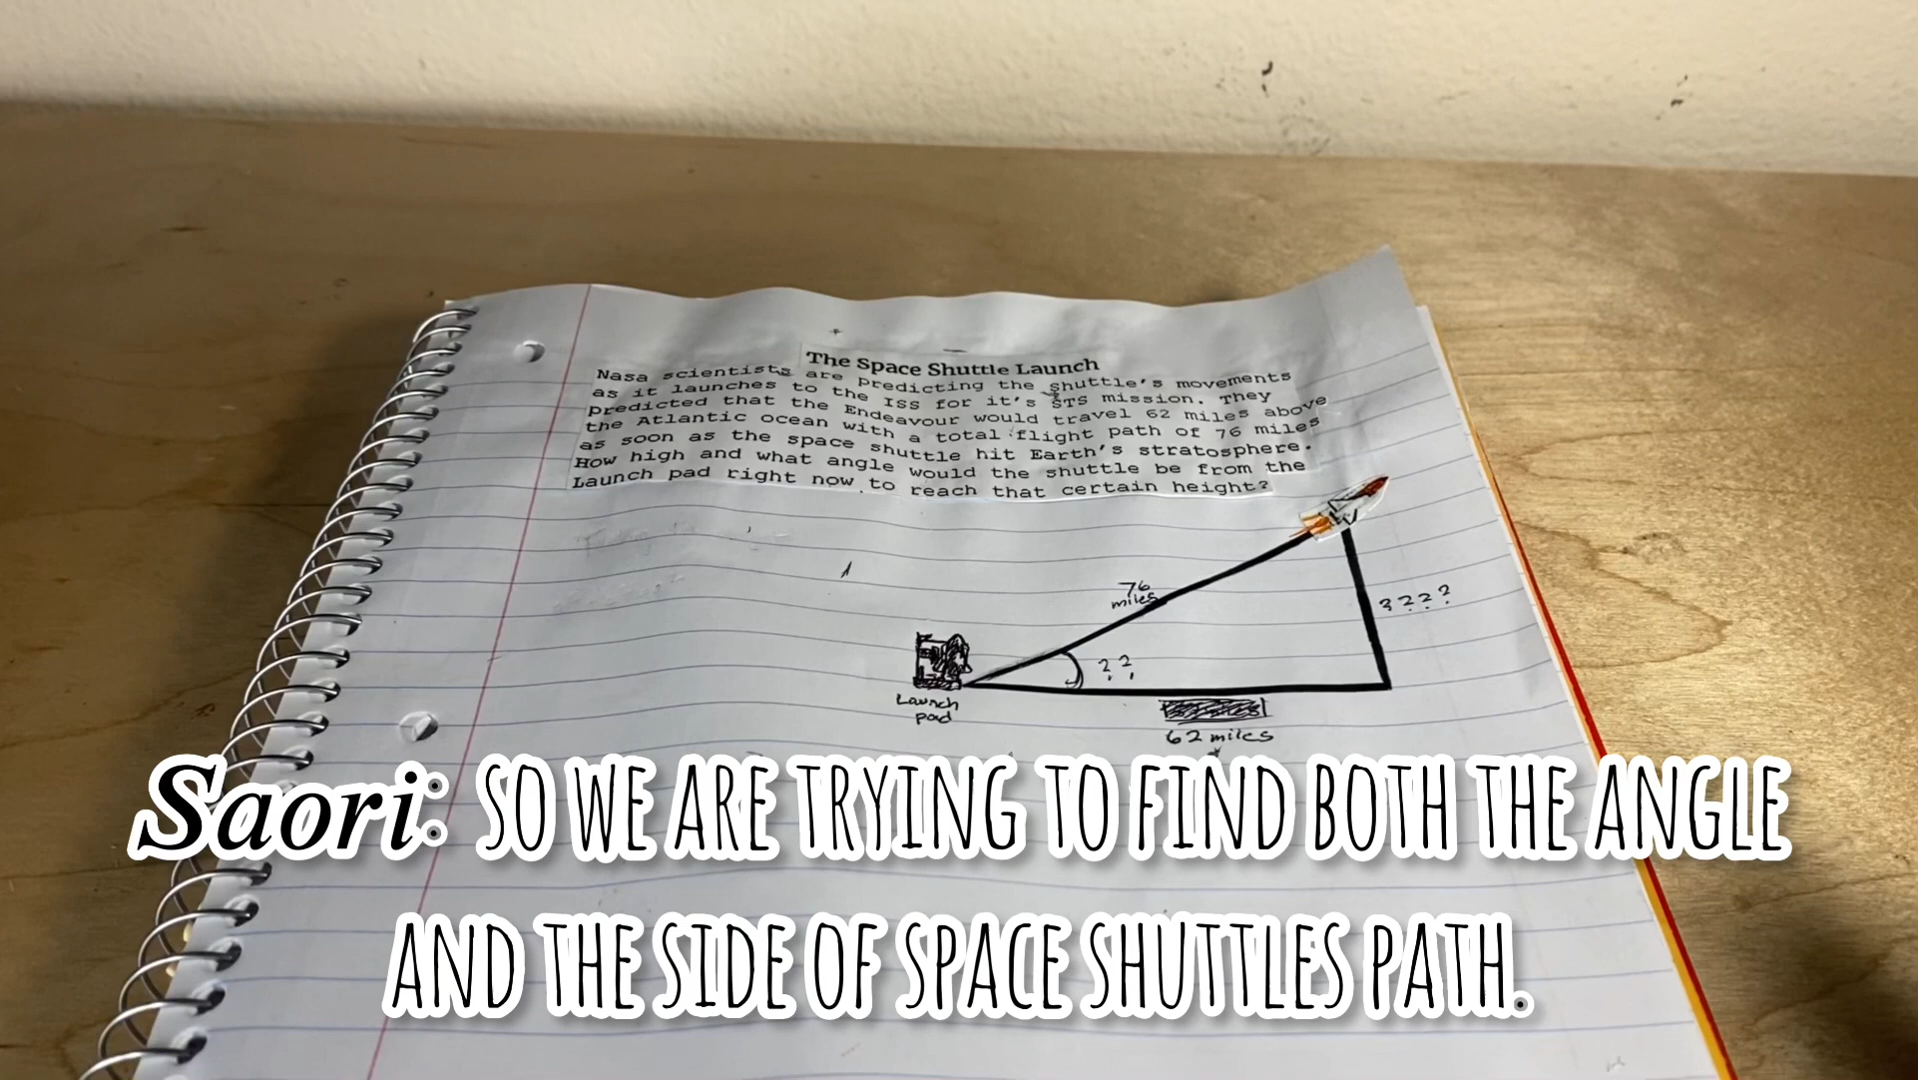 The Space Shuttle Launch
Nasa scientists are predicting the shuttle's movements
as it launches to the ISS for it's STS mission. They
predicted that the Endeavour would travel 62 miles above
the Atlantic ocean with a total flight path of 76 miles
as soon as the space shuttle hit Earth's stratosphere.
How high and what angle would the shuttle be from the
Launch pad right now to reach that certain height?
76
miles
????
??
Launch
pad
62 miles
Saori: SO WE ARE TRYING TO FIND BOTH THE ANGLE
AND THE SIDE OF SPACE SHUTTLES PATH.